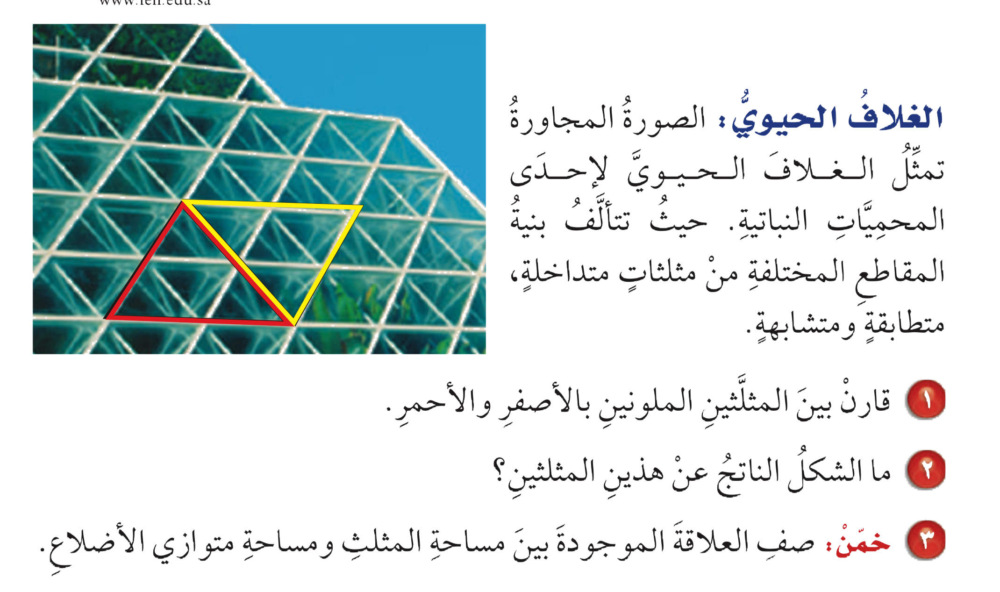 www.ien.edu.sa
الغلافُ الحيويُّ: الصورةُ المجاورةُ
تمثِّلُ الغلافَ الحيويَّ لإحدَى
المحمِيَّاتِ النباتيةِ. حيثُ تتألَّفُ بنيةُ
المقاطعِ المختلفةِ منْ مثلثاتٍ متداخلةٍ،
متطابقةٍ ومتشابهةٍ.
١ قارنْ بينَ المثلَّثينِ الملونينِ بالأصفرِ والأحمرِ.
٢ ما الشكلُ الناتجُ عنْ هذينِ المثلثينِ؟
٣ خمّنْ: صفِ العلاقةَ الموجودةَ بينَ مساحةِ المثلثِ ومساحةِ متوازي الأضلاعِ.